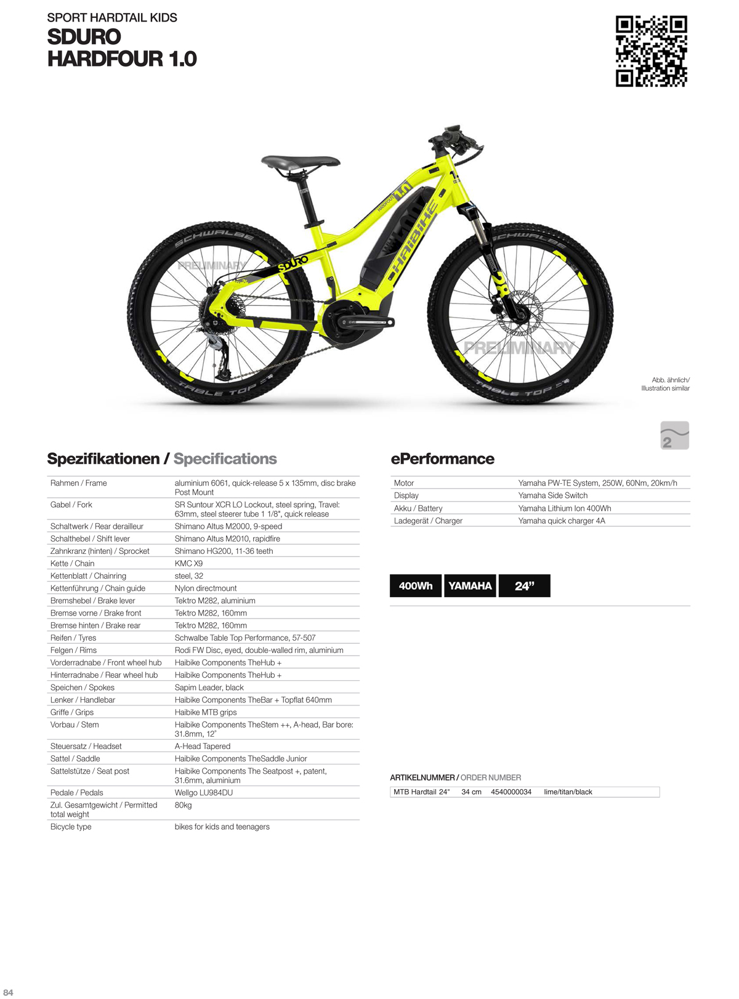 SPORT HARDTAIL KIDS
SDURO
HARDFOUR 1.0
HARDFOUR 1.0
HAIBIKE
SDURO
SCHWALBE
SCHWALBE
PRELIMINARY
PRELIMINARY
TABLE TOP
TABLE TOP
Abb. ähnlich/
Illustration similar
2
Spezifikationen / Specifications
Rahmen / Frame aluminium 6061, quick-release 5 x 135mm, disc brake
Post Mount
Gabel / Fork SR Suntour XCR LO Lockout, steel spring, Travel:
63mm, steel steerer tube 1 1/8", quick release
Schaltwerk / Rear derailleur Shimano Altus M2000, 9-speed
Schalthebel / Shift lever Shimano Altus M2010, rapidfire
Zahnkranz (hinten) / Sprocket Shimano HG200, 11-36 teeth
Kette / Chain KMC X9
Kettenblatt / Chainring steel, 32
Kettenführung / Chain guide Nylon directmount
Bremshebel / Brake lever Tektro M282, aluminium
Bremse vorne / Brake front Tektro M282, 160mm
Bremse hinten / Brake rear Tektro M282, 160mm
Reifen / Tyres Schwalbe Table Top Performance, 57-507
Felgen / Rims Rodi FW Disc, eyed, double-walled rim, aluminium
Vorderradnabe / Front wheel hub Haibike Components TheHub +
Hinterradnabe / Rear wheel hub Haibike Components TheHub +
Speichen / Spokes Sapim Leader, black
Lenker / Handlebar Haibike Components TheBar + Topflat 640mm
Griffe / Grips Haibike MTB grips
Vorbau / Stem Haibike Components TheStem ++, A-head, Bar bore:
31.8mm, 12°
Steuersatz / Headset A-Head Tapered
Sattel / Saddle Haibike Components TheSaddle Junior
Sattelstütze / Seat post Haibike Components The Seatpost +, patent,
31.6mm, aluminium
Pedale / Pedals Wellgo LU984DU
Zul. Gesamtgewicht / Permitted 80kg
total weight
Bicycle type bikes for kids and teenagers
ePerformance
Motor Yamaha PW-TE System, 250W, 60Nm, 20km/h
Display Yamaha Side Switch
Akku / Battery Yamaha Lithium Ion 400Wh
Ladegerät / Charger Yamaha quick charger 4A
400Wh YAMAHA 24”
ARTIKELNUMMER / ORDER NUMBER
MTB Hardtail 24" 34 cm 4540000034 lime/titan/black
84